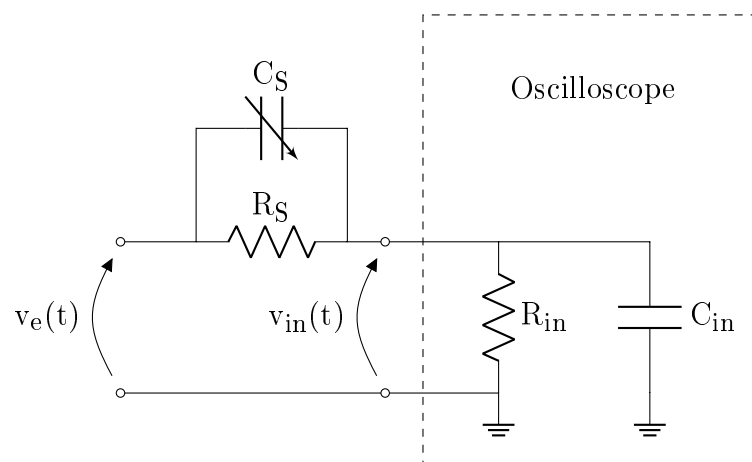 C_S
Oscilloscope
R_S
v_e(t)
v_in(t)
R_in
C_in